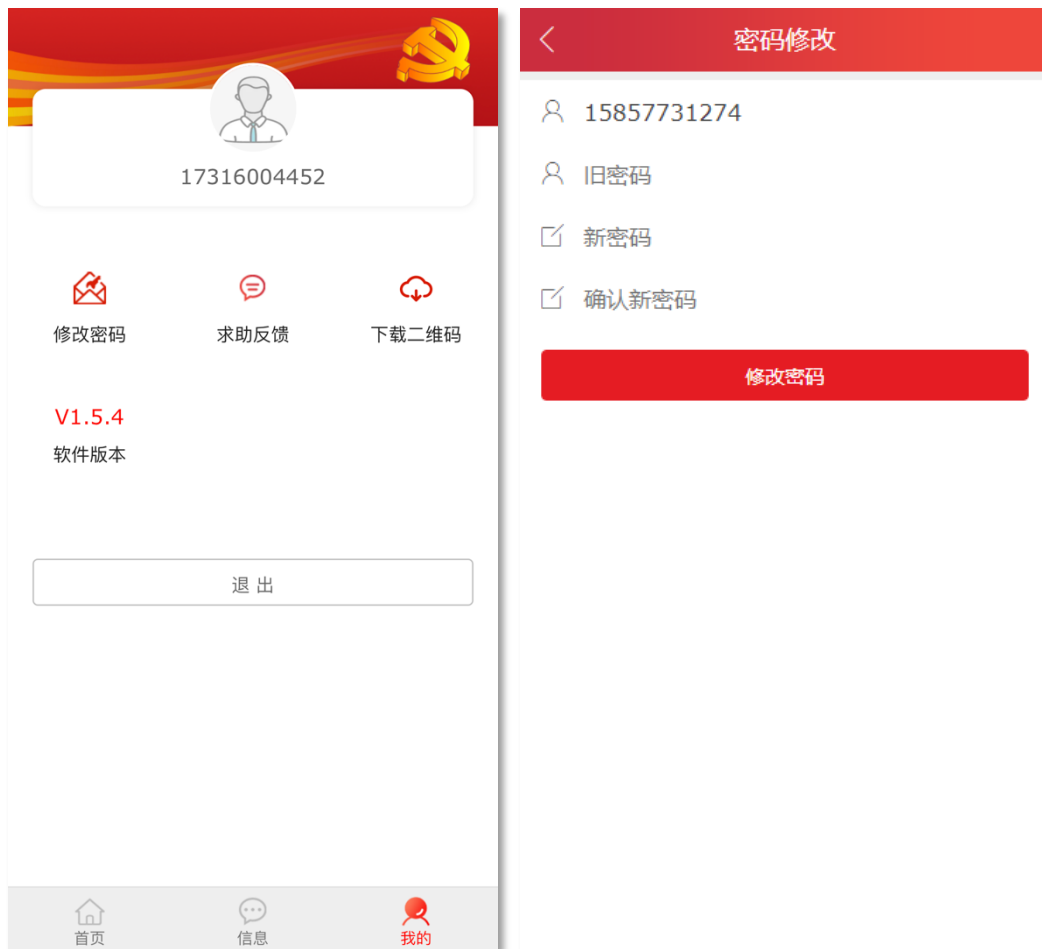 17316004452
修改密码
求助反馈
下载二维码
V1.5.4
软件版本
退 出
首页
信息
我的
密码修改
15857731274
旧密码
新密码
确认新密码
修改密码